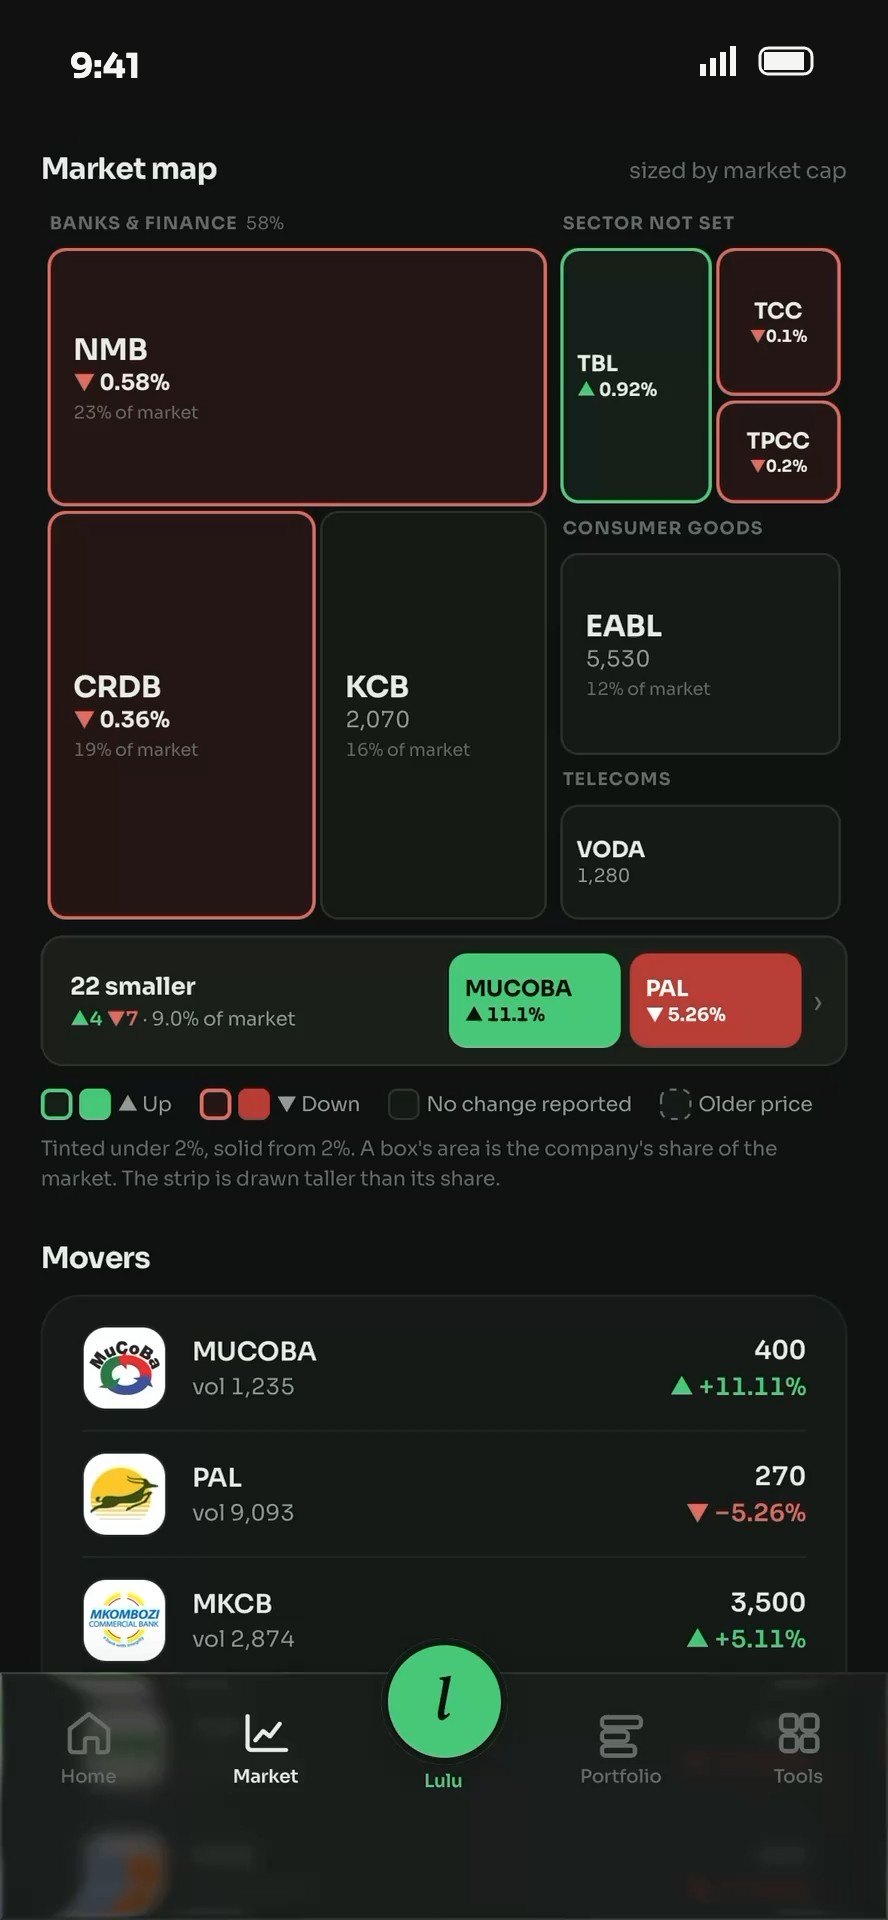 9:41
Market map
sized by market cap
BANKS & FINANCE 58%
SECTOR NOT SET
NMB
▼ 0.58%
23% of market
TBL
▲ 0.92%
TCC
▼0.1%
TPCC
▼0.2%
CONSUMER GOODS
EABL
5,530
12% of market
CRDB
▼ 0.36%
19% of market
KCB
2,070
16% of market
TELECOMS
VODA
1,280
22 smaller
▲4 ▼7 · 9.0% of market
MUCOBA
▲ 11.1%
PAL
▼ 5.26%
▲ Up
▼ Down
No change reported
Older price
Tinted under 2%, solid from 2%. A box's area is the company's share of the
market. The strip is drawn taller than its share.
Movers
MuCoBa
MUCOBA
400
vol 1,235
▲ +11.11%
PAL
270
vol 9,093
▼ −5.26%
MKOMBOZI
COMMERCIAL BANK
MKCB
3,500
vol 2,874
▲ +5.11%
l
Home
Market
Lulu
Portfolio
Tools